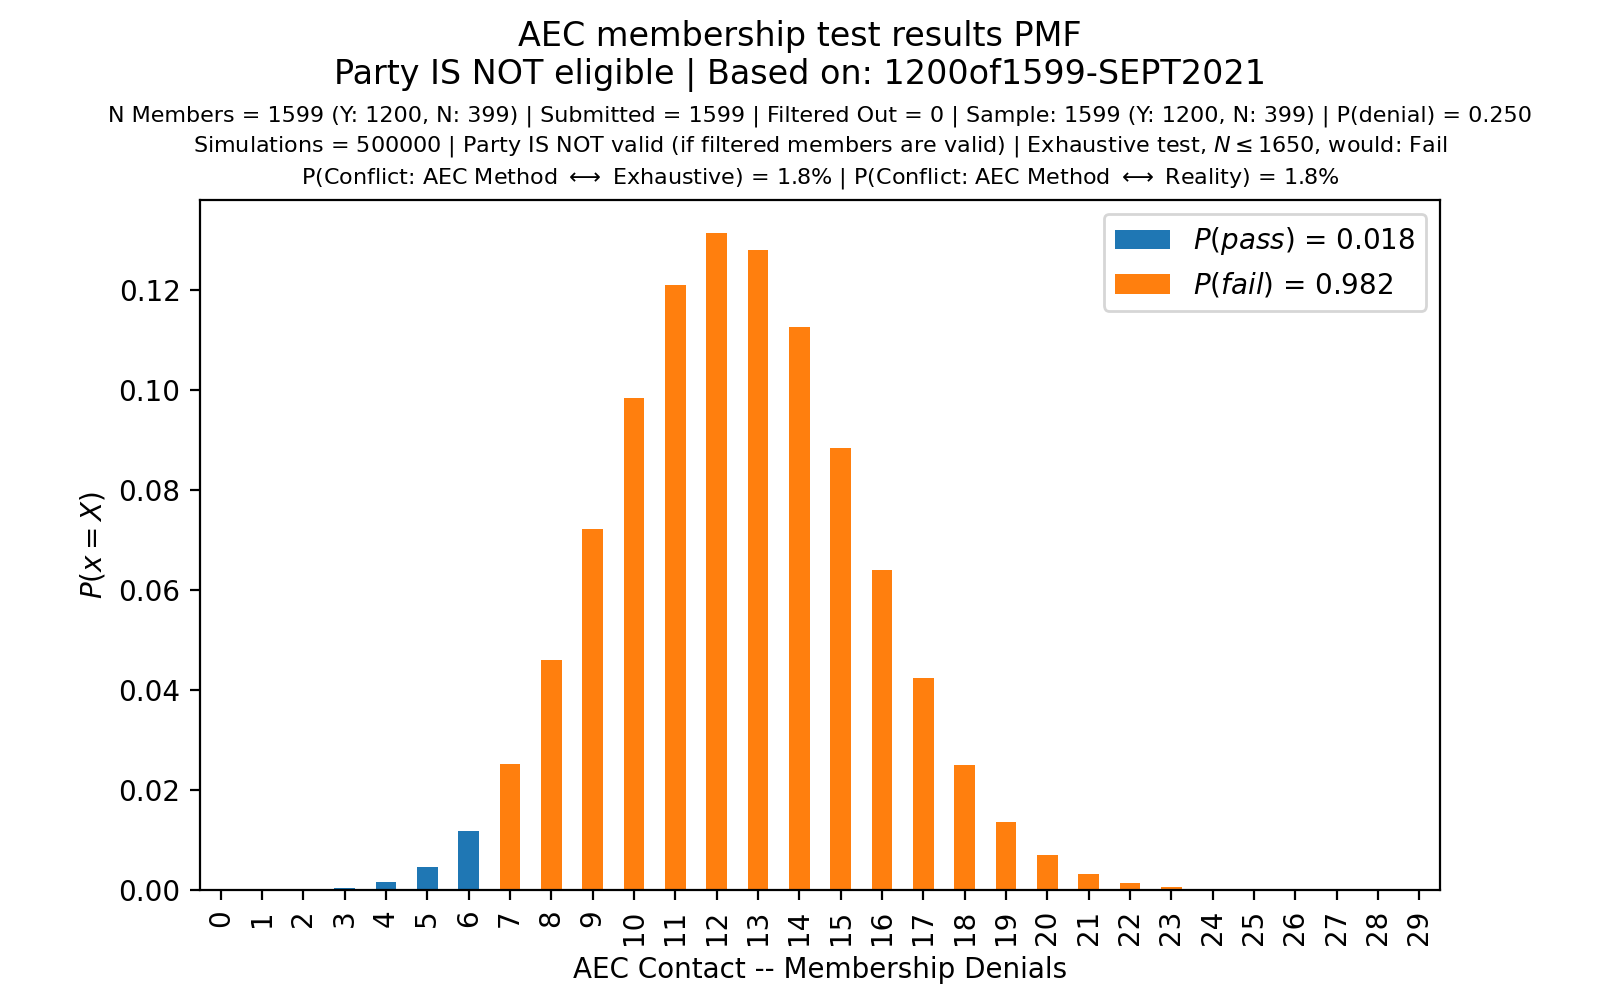 AEC membership test results PMF
Party IS NOT eligible | Based on: 1200of1599-SEPT2021
N Members = 1599 (Y: 1200, N: 399) | Submitted = 1599 | Filtered Out = 0 | Sample: 1599 (Y: 1200, N: 399) | P(denial) = 0.250
Simulations = 500000 | Party IS NOT valid (if filtered members are valid) | Exhaustive test, N ≤ 1650, would: Fail
P(Conflict: AEC Method ⟷ Exhaustive) = 1.8% | P(Conflict: AEC Method ⟷ Reality) = 1.8%
P(pass) = 0.018
P(fail) = 0.982
0.12
0.10
0.08
0.06
0.04
0.02
0.00
P(x = X)
0 1 2 3 4 5 6 7 8 9 10 11 12 13 14 15 16 17 18 19 20 21 22 23 24 25 26 27 28 29
AEC Contact -- Membership Denials